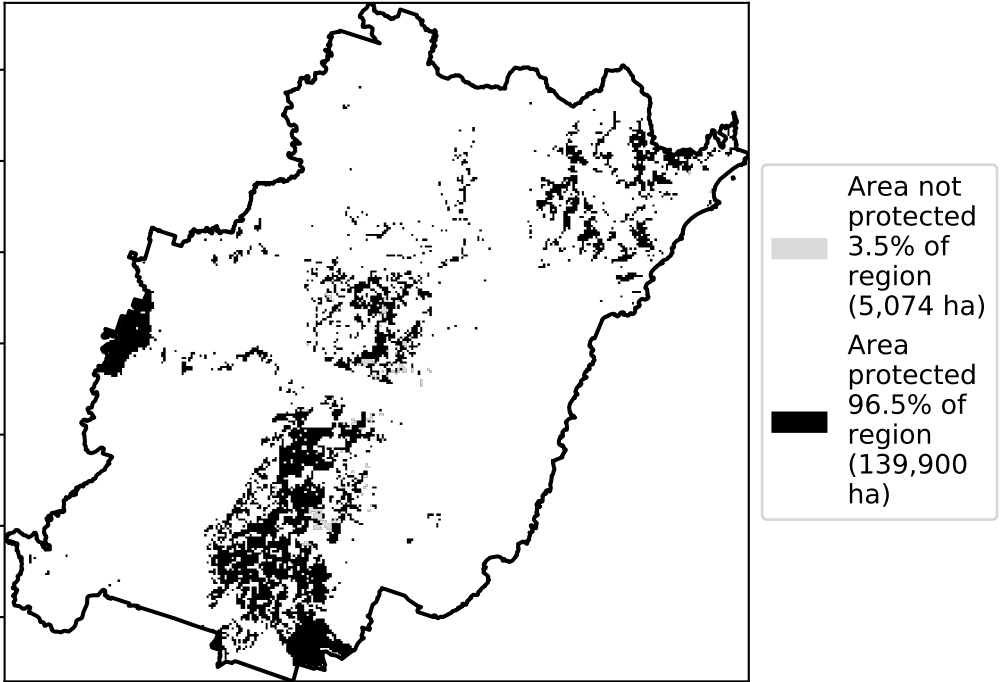 Area not
protected
3.5% of
region
(5,074 ha)
Area
protected
96.5% of
region
(139,900
ha)